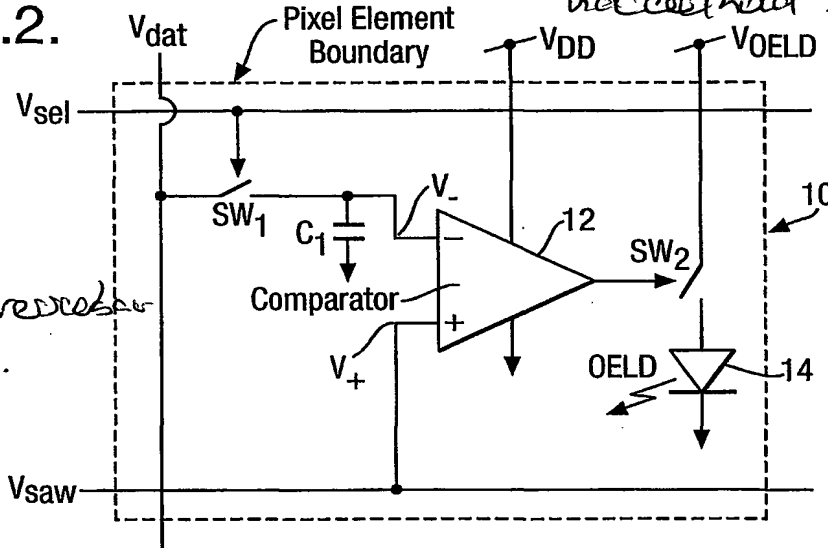 .2.
Vdat
Pixel Element
Boundary
VDD
VOELD
Vsel
SW1
C1
V-
12
10
SW2
−
Comparator
+
V+
OELD
14
Vsaw